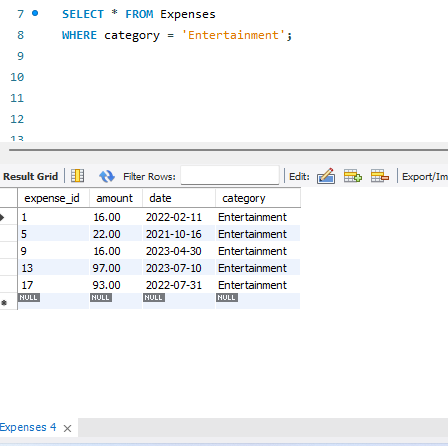 7 SELECT * FROM Expenses
8 WHERE category = 'Entertainment';
9
10
11
12
13
Result Grid Filter Rows: Edit: Export/Im
expense_id amount date category
1 16.00 2022-02-11 Entertainment
5 22.00 2021-10-16 Entertainment
9 16.00 2023-04-30 Entertainment
13 97.00 2023-07-10 Entertainment
17 93.00 2022-07-31 Entertainment
NULL NULL NULL NULL
Expenses 4